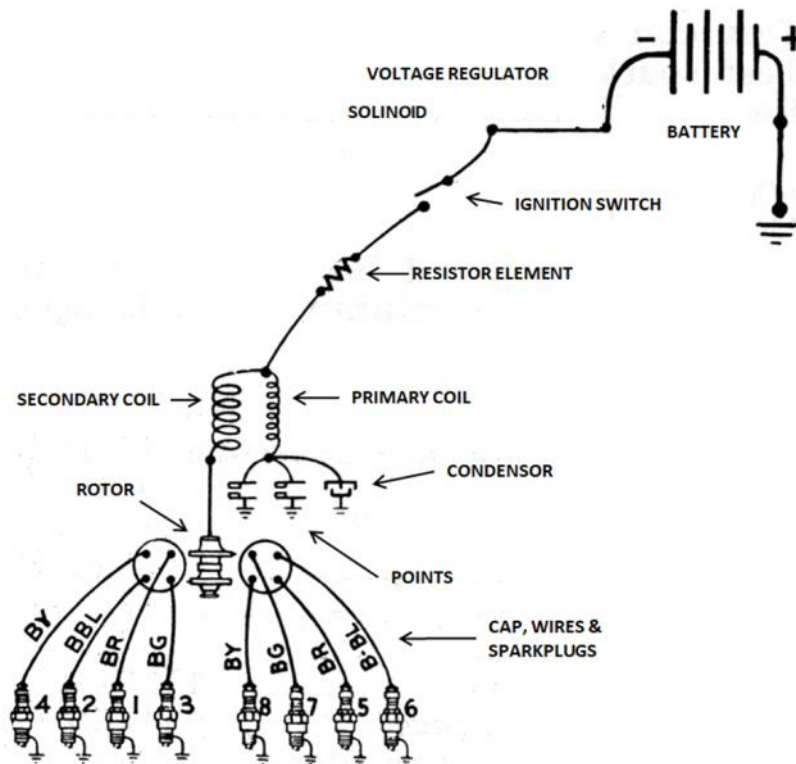 - +
VOLTAGE REGULATOR
SOLINOID
BATTERY
IGNITION SWITCH
RESISTOR ELEMENT
SECONDARY COIL
PRIMARY COIL
CONDENSOR
ROTOR
POINTS
CAP, WIRES &
SPARKPLUGS
BY BBL BR BG BY BG BR B-BL
4 2 1 3 8 7 5 6